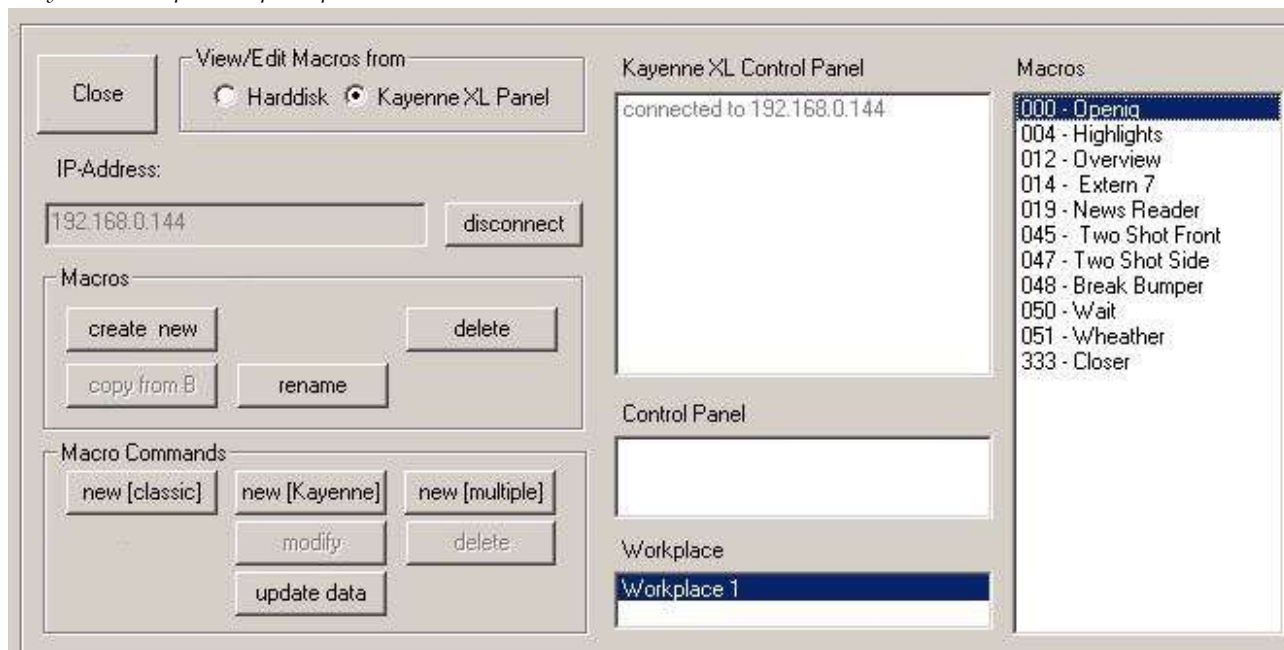 Close
View/Edit Macros from
Harddisk
Kayenne XL Panel
IP-Address:
192.168.0.144
disconnect
Macros
create new
delete
copy from B
rename
Macro Commands
new [classic]
new [Kayenne]
new [multiple]
modify
delete
update data
Kayenne XL Control Panel
connected to 192.168.0.144
Control Panel
Workplace
Workplace 1
Macros
000 - Openig
004 - Highlights
012 - Overview
014 - Extern 7
019 - News Reader
045 - Two Shot Front
047 - Two Shot Side
048 - Break Bumper
050 - Wait
051 - Wheather
333 - Closer